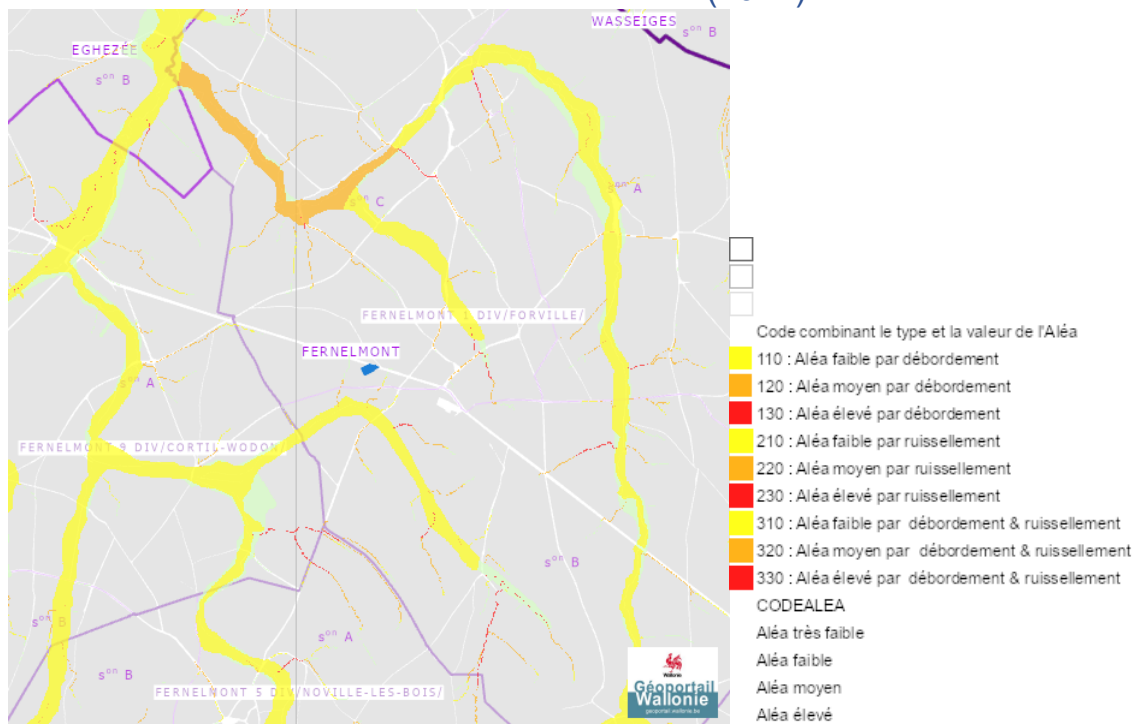 WASSEIGES
sᵒⁿ B
EGHEZÉE
sᵒⁿ B
sᵒⁿ A
sᵒⁿ C
FERNELMONT 1 DIV/FORVILLE/
FERNELMONT
sᵒⁿ A
FERNELMONT 9 DIV/CORTIL-WODON/
sᵒⁿ B
sᵒⁿ B
sᵒⁿ A
sᵒⁿ B
FERNELMONT 5 DIV/NOVILLE-LES-BOIS/
Wallonie
Géoportail
Wallonie
geoportail.wallonie.be
Code combinant le type et la valeur de l'Aléa
110 : Aléa faible par débordement
120 : Aléa moyen par débordement
130 : Aléa élevé par débordement
210 : Aléa faible par ruissellement
220 : Aléa moyen par ruissellement
230 : Aléa élevé par ruissellement
310 : Aléa faible par débordement & ruissellement
320 : Aléa moyen par débordement & ruissellement
330 : Aléa élevé par débordement & ruissellement
CODEALEA
Aléa très faible
Aléa faible
Aléa moyen
Aléa élevé